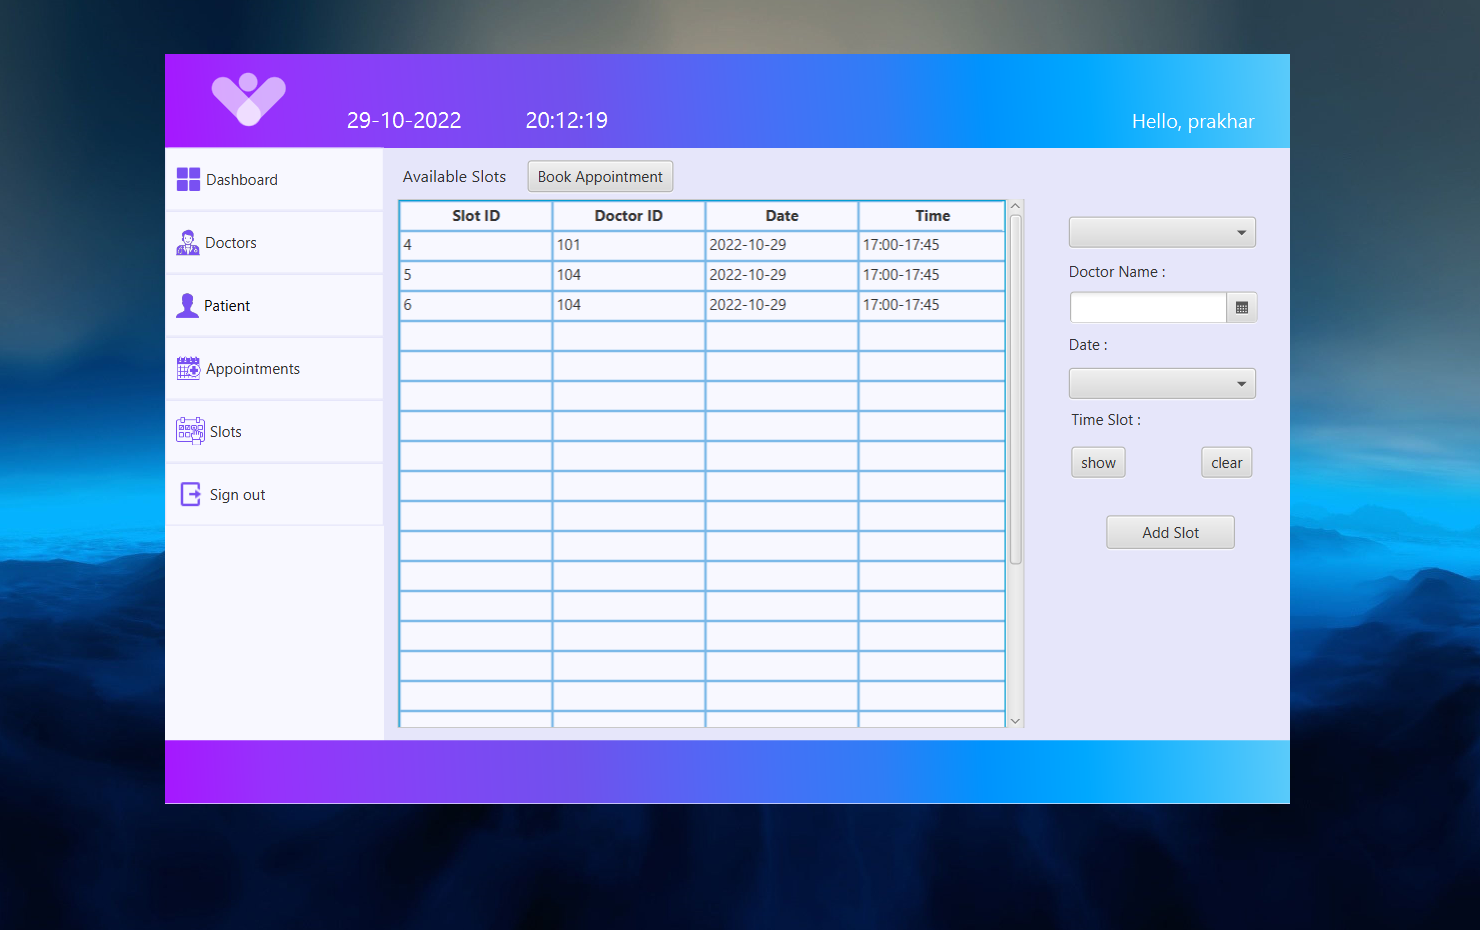 29-10-2022 20:12:19 Hello, prakhar
Dashboard
Doctors
Patient
Appointments
Slots
Sign out
Available Slots Book Appointment
Slot ID Doctor ID Date Time
4 101 2022-10-29 17:00-17:45
5 104 2022-10-29 17:00-17:45
6 104 2022-10-29 17:00-17:45
Doctor Name :
Date :
Time Slot :
show clear
Add Slot